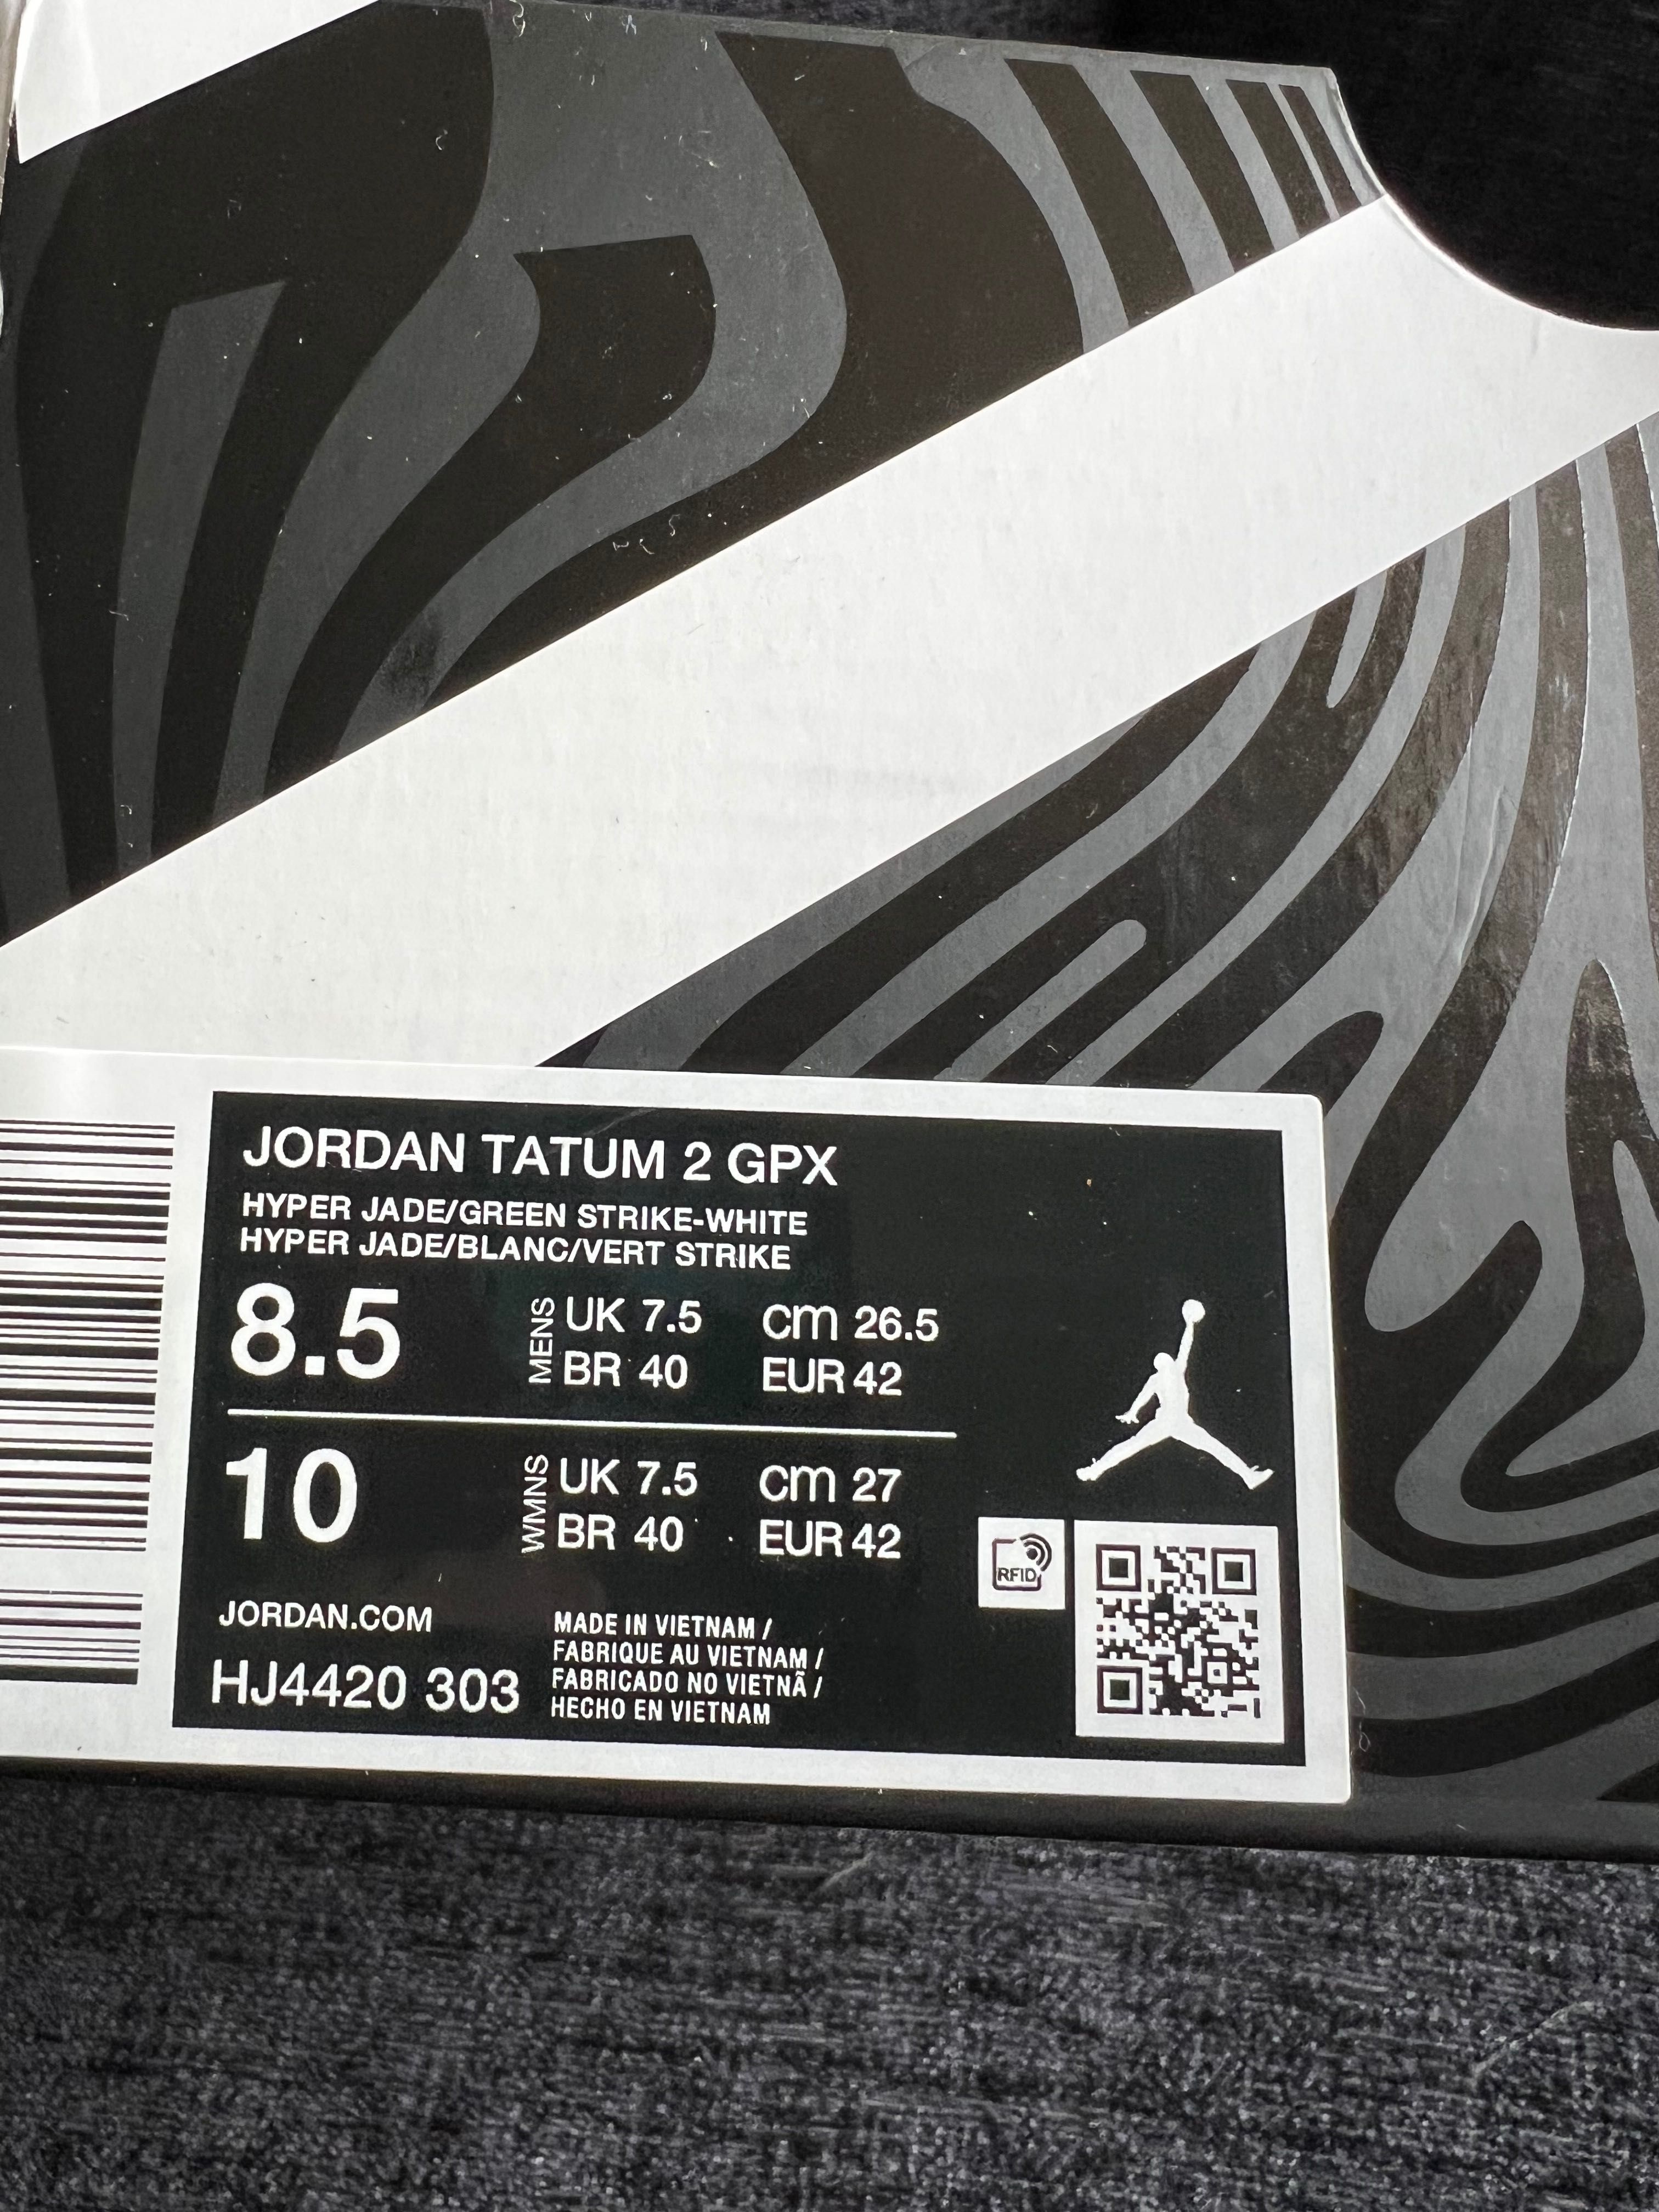 JORDAN TATUM 2 GPX
HYPER JADE/GREEN STRIKE-WHITE
HYPER JADE/BLANC/VERT STRIKE
8.5 MENS UK 7.5 cm 26.5
BR 40 EUR 42
10 WMNS UK 7.5 cm 27
BR 40 EUR 42
RFID
JORDAN.COM
HJ4420 303
MADE IN VIETNAM /
FABRIQUE AU VIETNAM /
FABRICADO NO VIETNÃ /
HECHO EN VIETNAM